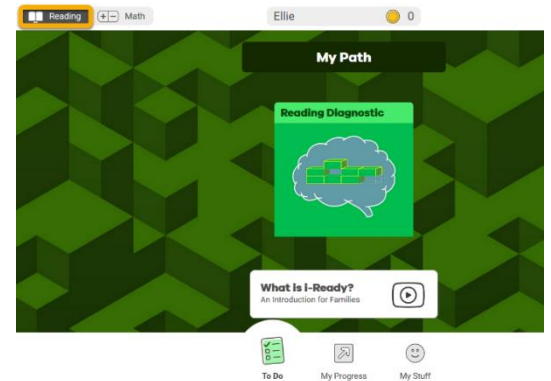 Reading
Math
Ellie
0
My Path
Reading Diagnostic
What is i-Ready?
An Introduction for Families
To Do
My Progress
My Stuff